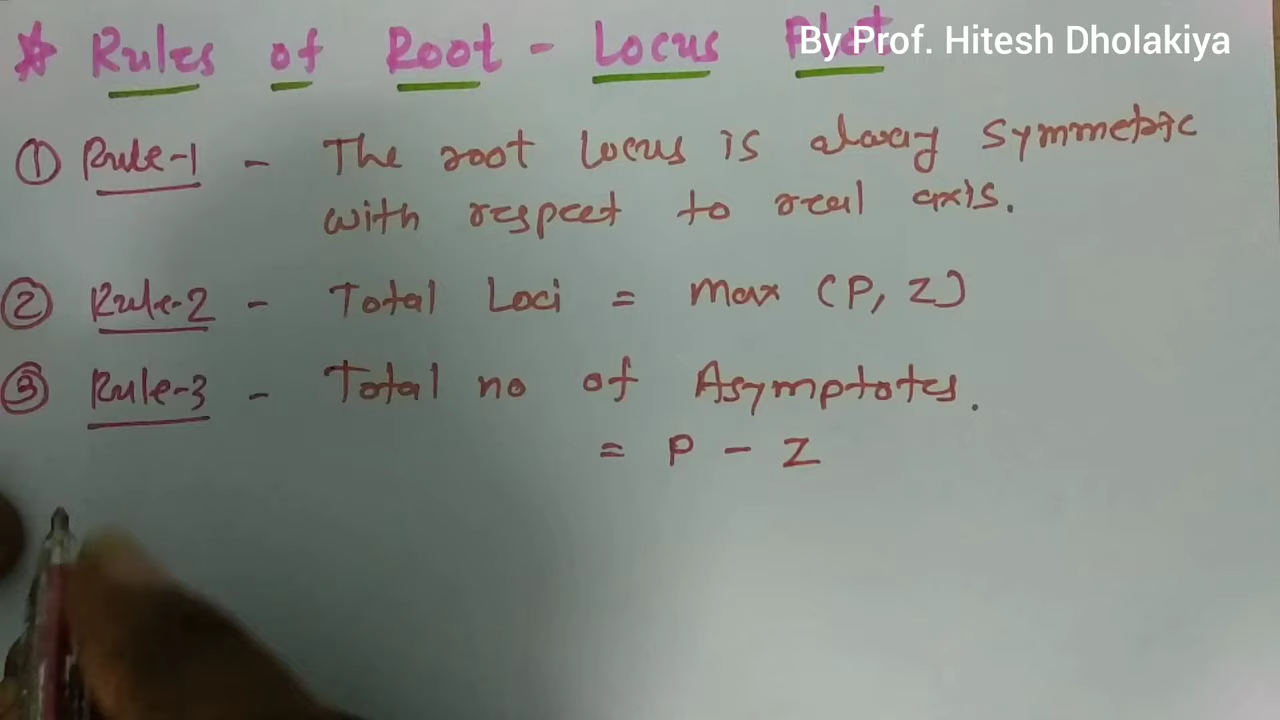 ☆ Rules of Root - Locus Plot
By Prof. Hitesh Dholakiya
① Rule-1 - The root locus is alway symmetric
with respect to real axis.
② Rule-2 - Total Loci = max (P, Z)
③ Rule-3 - Total no of Asymptotes.
= P - Z